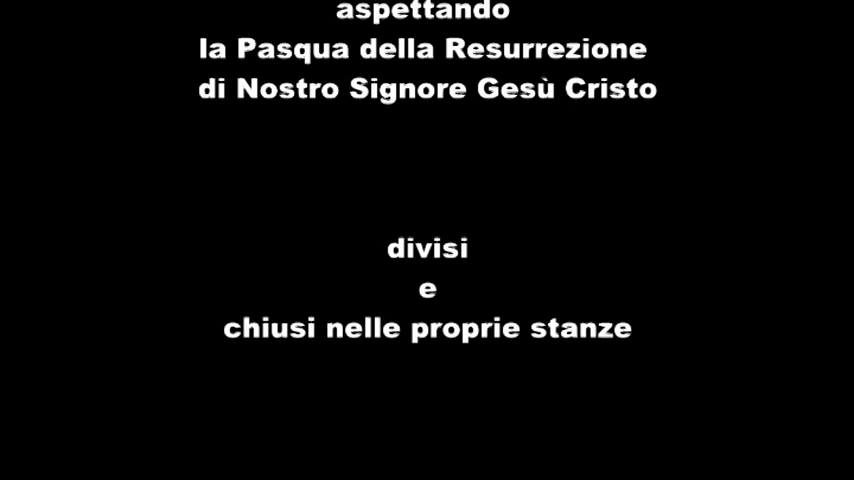 aspettando
la Pasqua della Resurrezione
di Nostro Signore Gesù Cristo
divisi
e
chiusi nelle proprie stanze